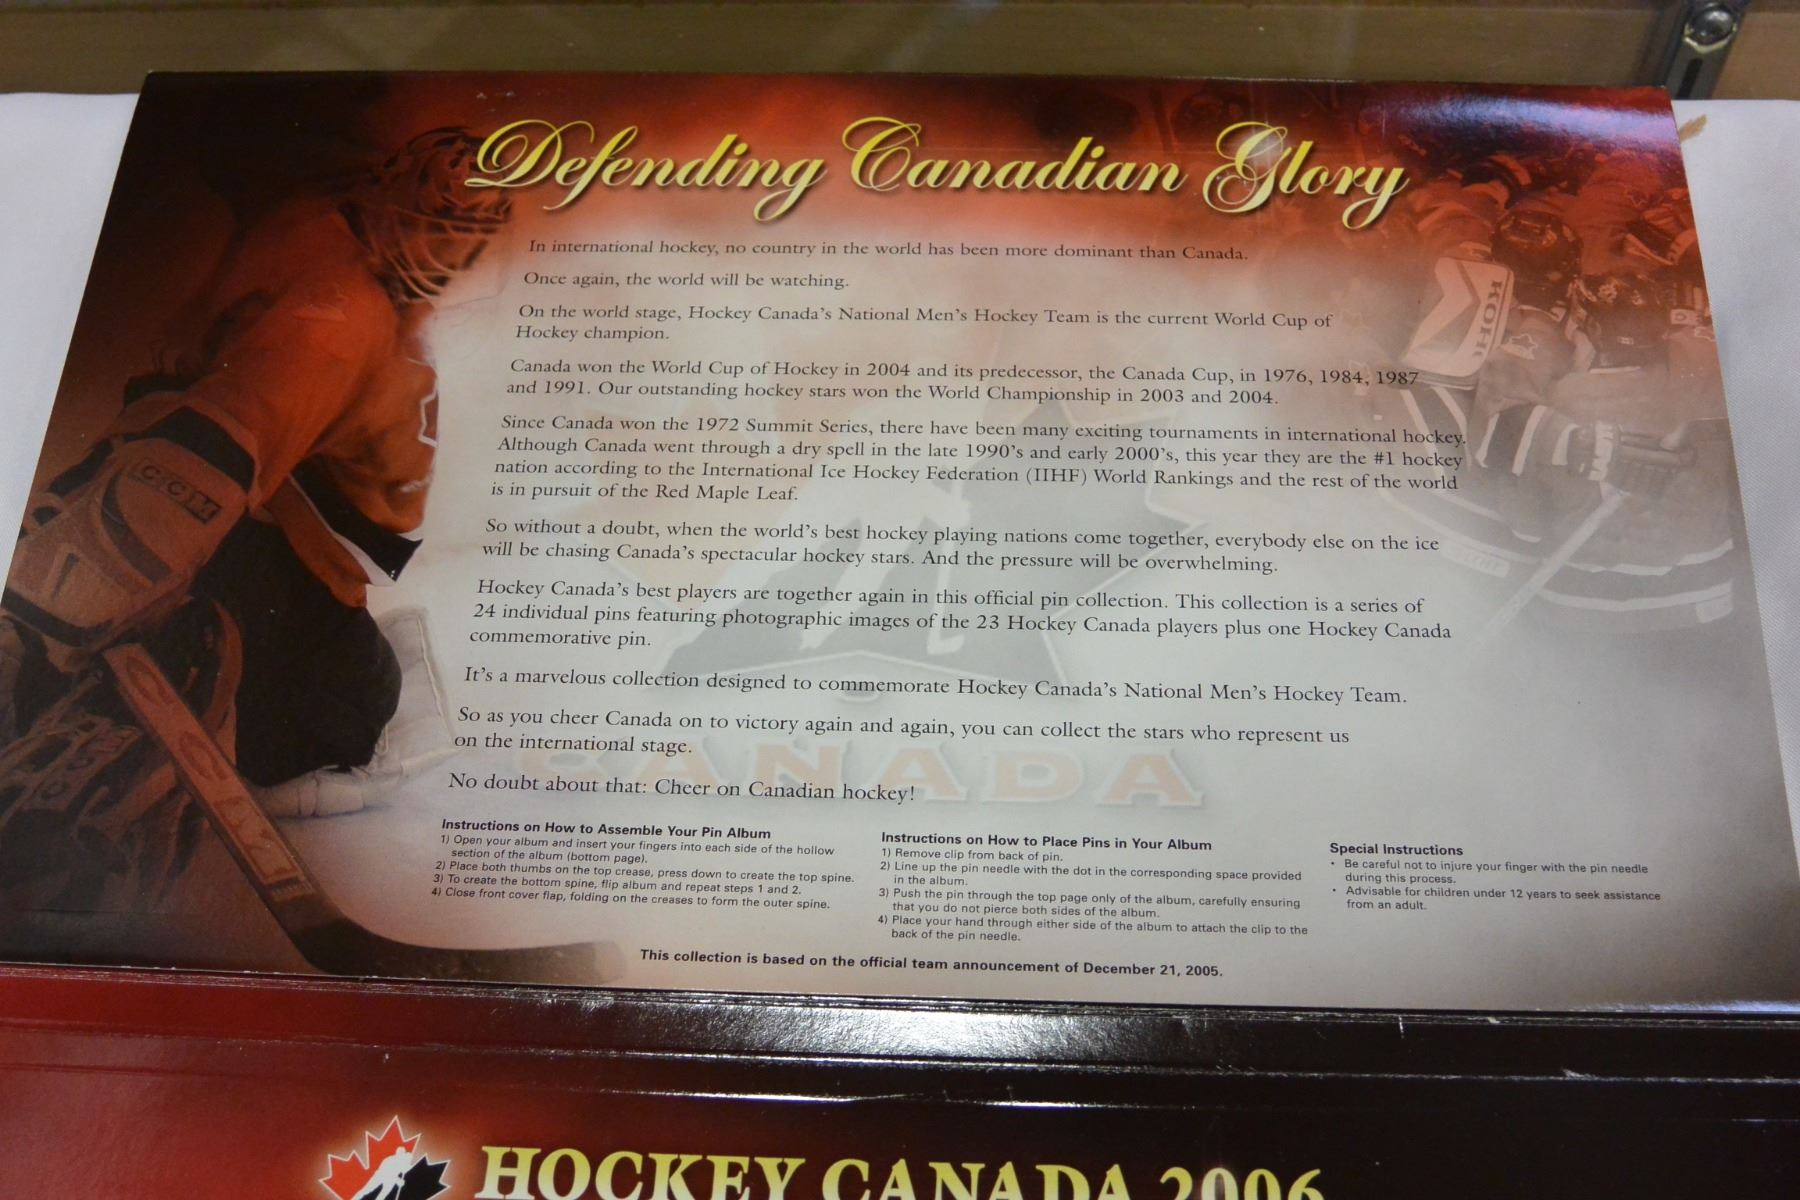 Defending Canadian Glory
In international hockey, no country in the world has been more dominant than Canada.
Once again, the world will be watching.
On the world stage, Hockey Canada's National Men's Hockey Team is the current World Cup of
Hockey champion.
Canada won the World Cup of Hockey in 2004 and its predecessor, the Canada Cup, in 1976, 1984, 1987
and 1991. Our outstanding hockey stars won the World Championship in 2003 and 2004.
Since Canada won the 1972 Summit Series, there have been many exciting tournaments in international hockey.
Although Canada went through a dry spell in the late 1990's and early 2000's, this year they are the #1 hockey
nation according to the International Ice Hockey Federation (IIHF) World Rankings and the rest of the world
is in pursuit of the Red Maple Leaf.
So without a doubt, when the world's best hockey playing nations come together, everybody else on the ice
will be chasing Canada's spectacular hockey stars. And the pressure will be overwhelming.
Hockey Canada's best players are together again in this official pin collection. This collection is a series of
24 individual pins featuring photographic images of the 23 Hockey Canada players plus one Hockey Canada
commemorative pin.
It's a marvelous collection designed to commemorate Hockey Canada's National Men's Hockey Team.
So as you cheer Canada on to victory again and again, you can collect the stars who represent us
on the international stage.
No doubt about that: Cheer on Canadian hockey!
CANADA
CCM
Instructions on How to Assemble Your Pin Album
1) Open your album and insert your fingers into each side of the hollow
section of the album (bottom page).
2) Place both thumbs on the top crease, press down to create the top spine.
3) To create the bottom spine, flip album and repeat steps 1 and 2.
4) Close front cover flap, folding on the creases to form the outer spine.
Instructions on How to Place Pins in Your Album
1) Remove clip from back of pin.
2) Line up the pin needle with the dot in the corresponding space provided
in the album.
3) Push the pin through the top page only of the album, carefully ensuring
that you do not pierce both sides of the album.
4) Place your hand through either side of the album to attach the clip to the
back of the pin needle.
Special Instructions
• Be careful not to injure your finger with the pin needle
during this process.
• Advisable for children under 12 years to seek assistance
from an adult.
This collection is based on the official team announcement of December 21, 2005.
HOCKEY CANADA 2006